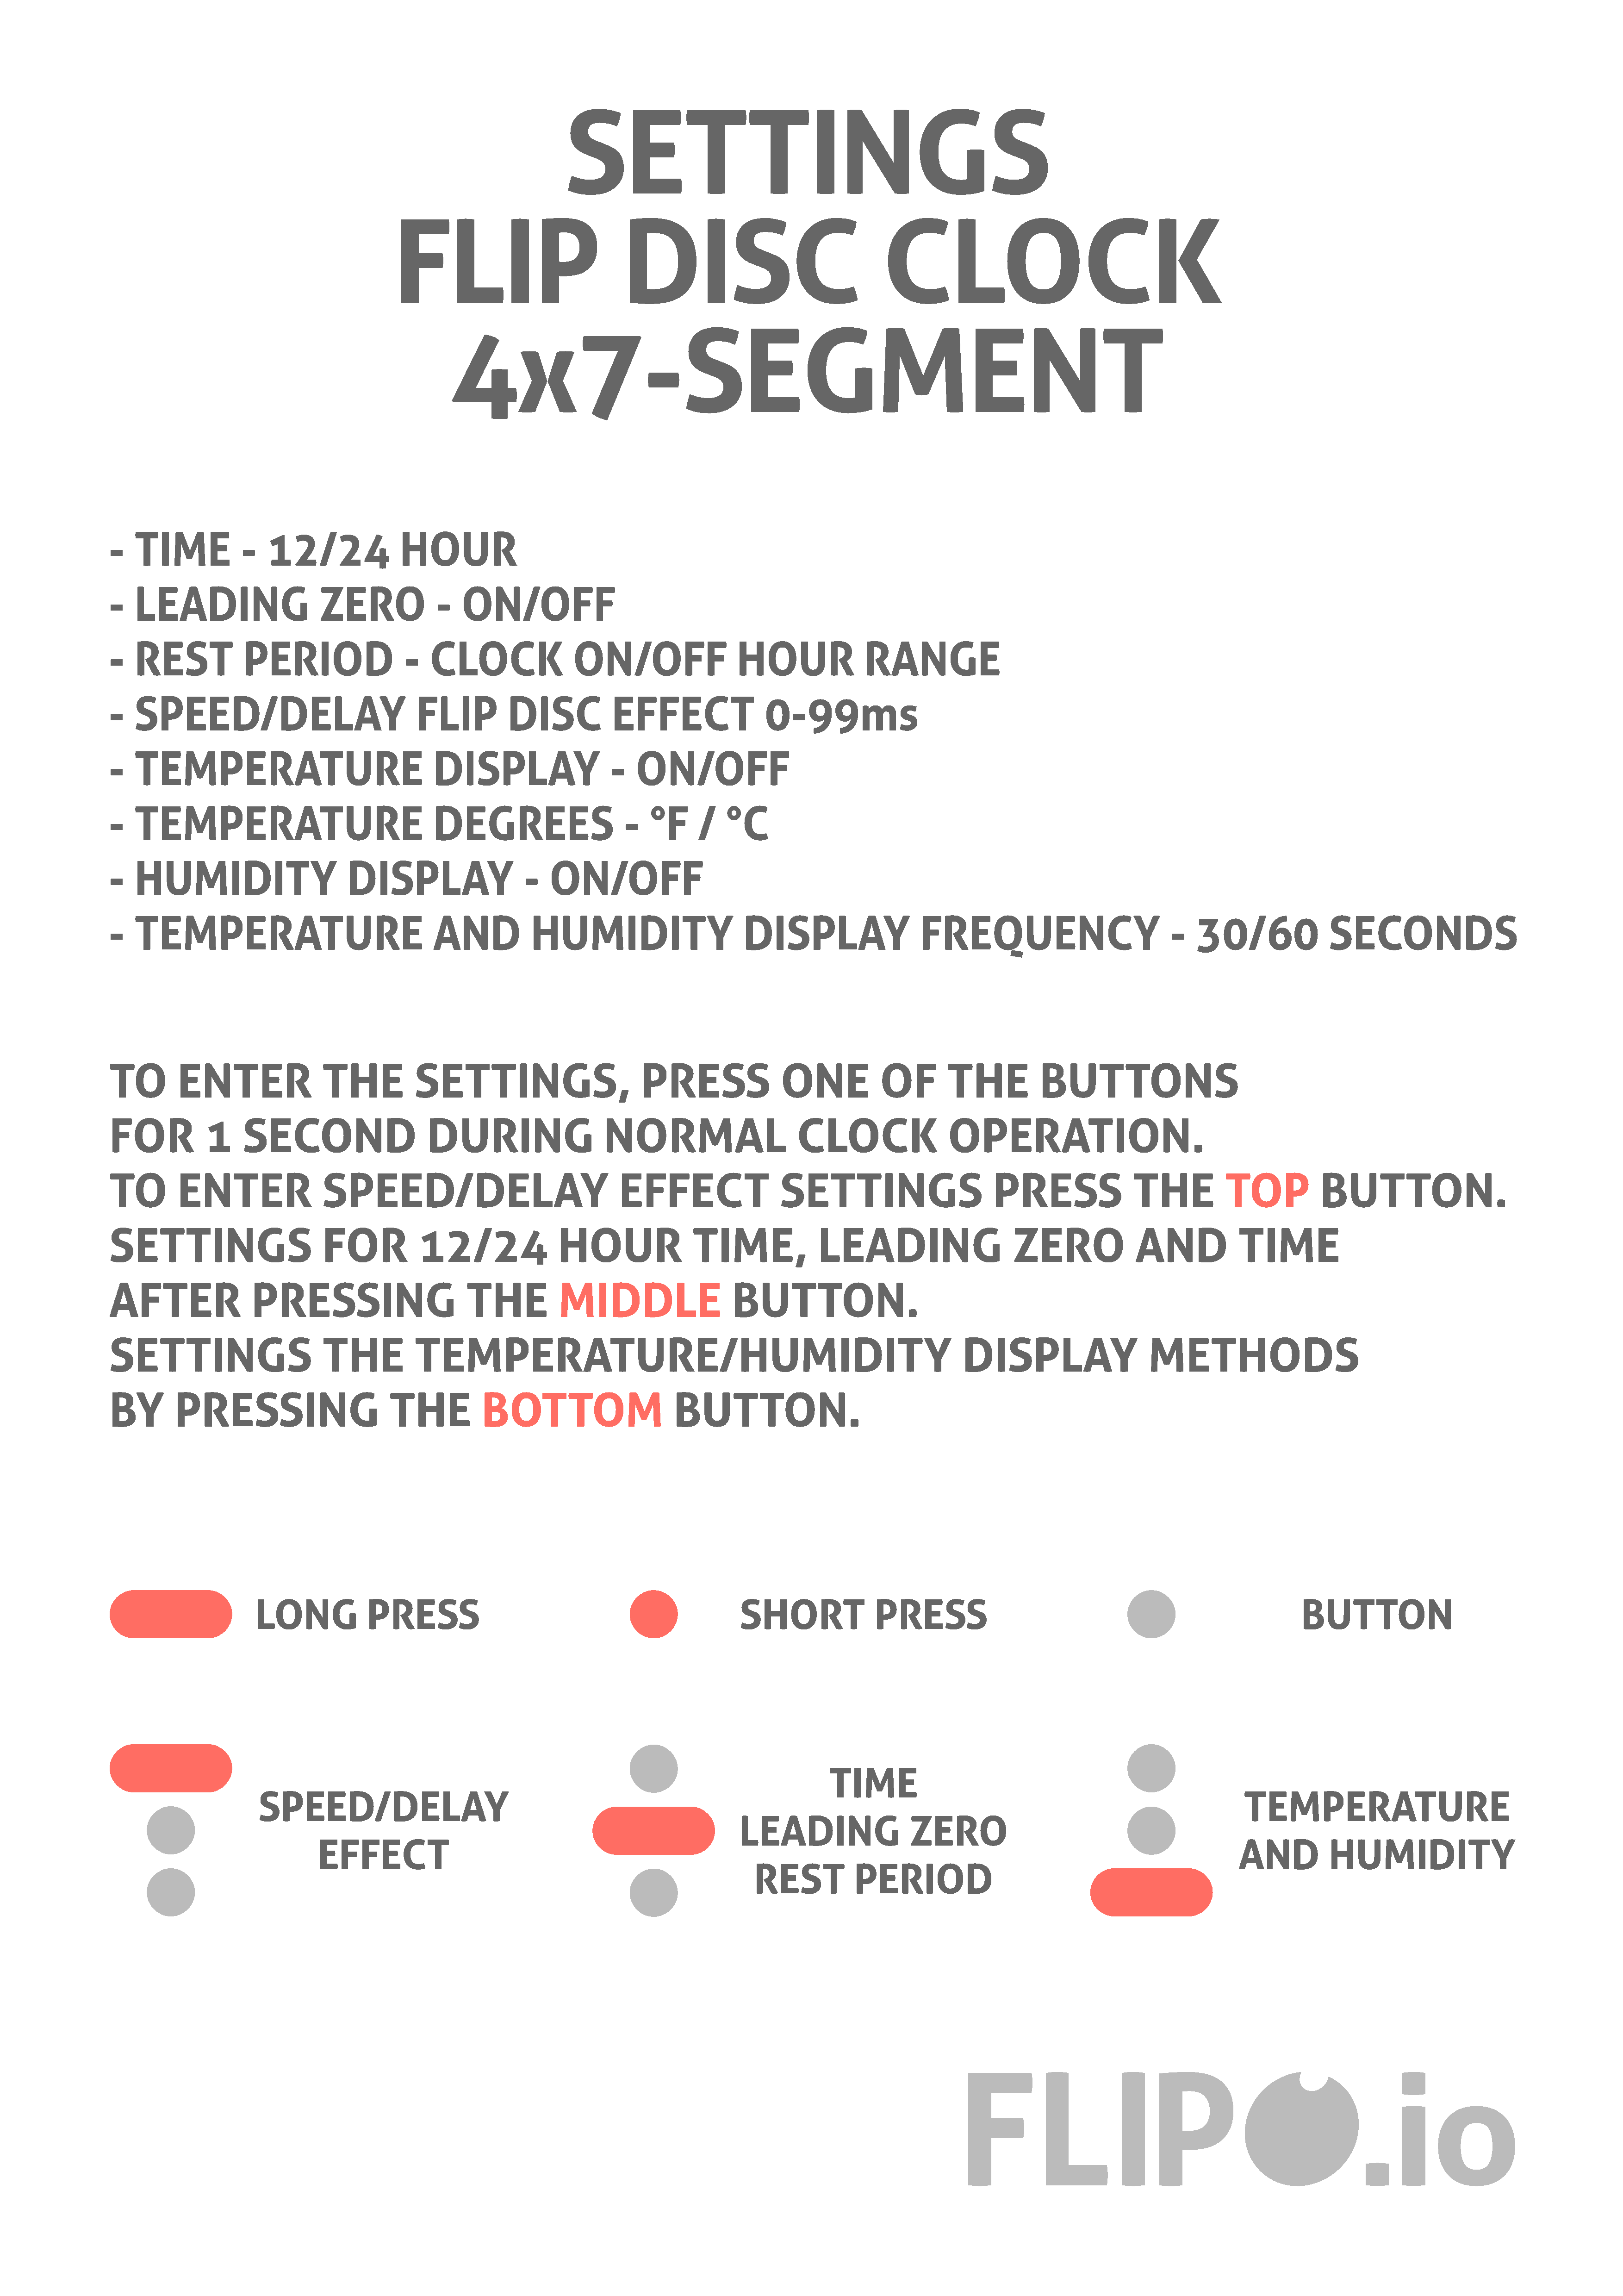 SETTINGS
FLIP DISC CLOCK
4x7-SEGMENT
- TIME - 12/24 HOUR
- LEADING ZERO - ON/OFF
- REST PERIOD - CLOCK ON/OFF HOUR RANGE
- SPEED/DELAY FLIP DISC EFFECT 0-99ms
- TEMPERATURE DISPLAY - ON/OFF
- TEMPERATURE DEGREES - °F / °C
- HUMIDITY DISPLAY - ON/OFF
- TEMPERATURE AND HUMIDITY DISPLAY FREQUENCY - 30/60 SECONDS
TO ENTER THE SETTINGS, PRESS ONE OF THE BUTTONS
FOR 1 SECOND DURING NORMAL CLOCK OPERATION.
TO ENTER SPEED/DELAY EFFECT SETTINGS PRESS THE TOP BUTTON.
SETTINGS FOR 12/24 HOUR TIME, LEADING ZERO AND TIME
AFTER PRESSING THE MIDDLE BUTTON.
SETTINGS THE TEMPERATURE/HUMIDITY DISPLAY METHODS
BY PRESSING THE BOTTOM BUTTON.
LONG PRESS
SHORT PRESS
BUTTON
SPEED/DELAY
EFFECT
TIME
LEADING ZERO
REST PERIOD
TEMPERATURE
AND HUMIDITY
FLIPO.io